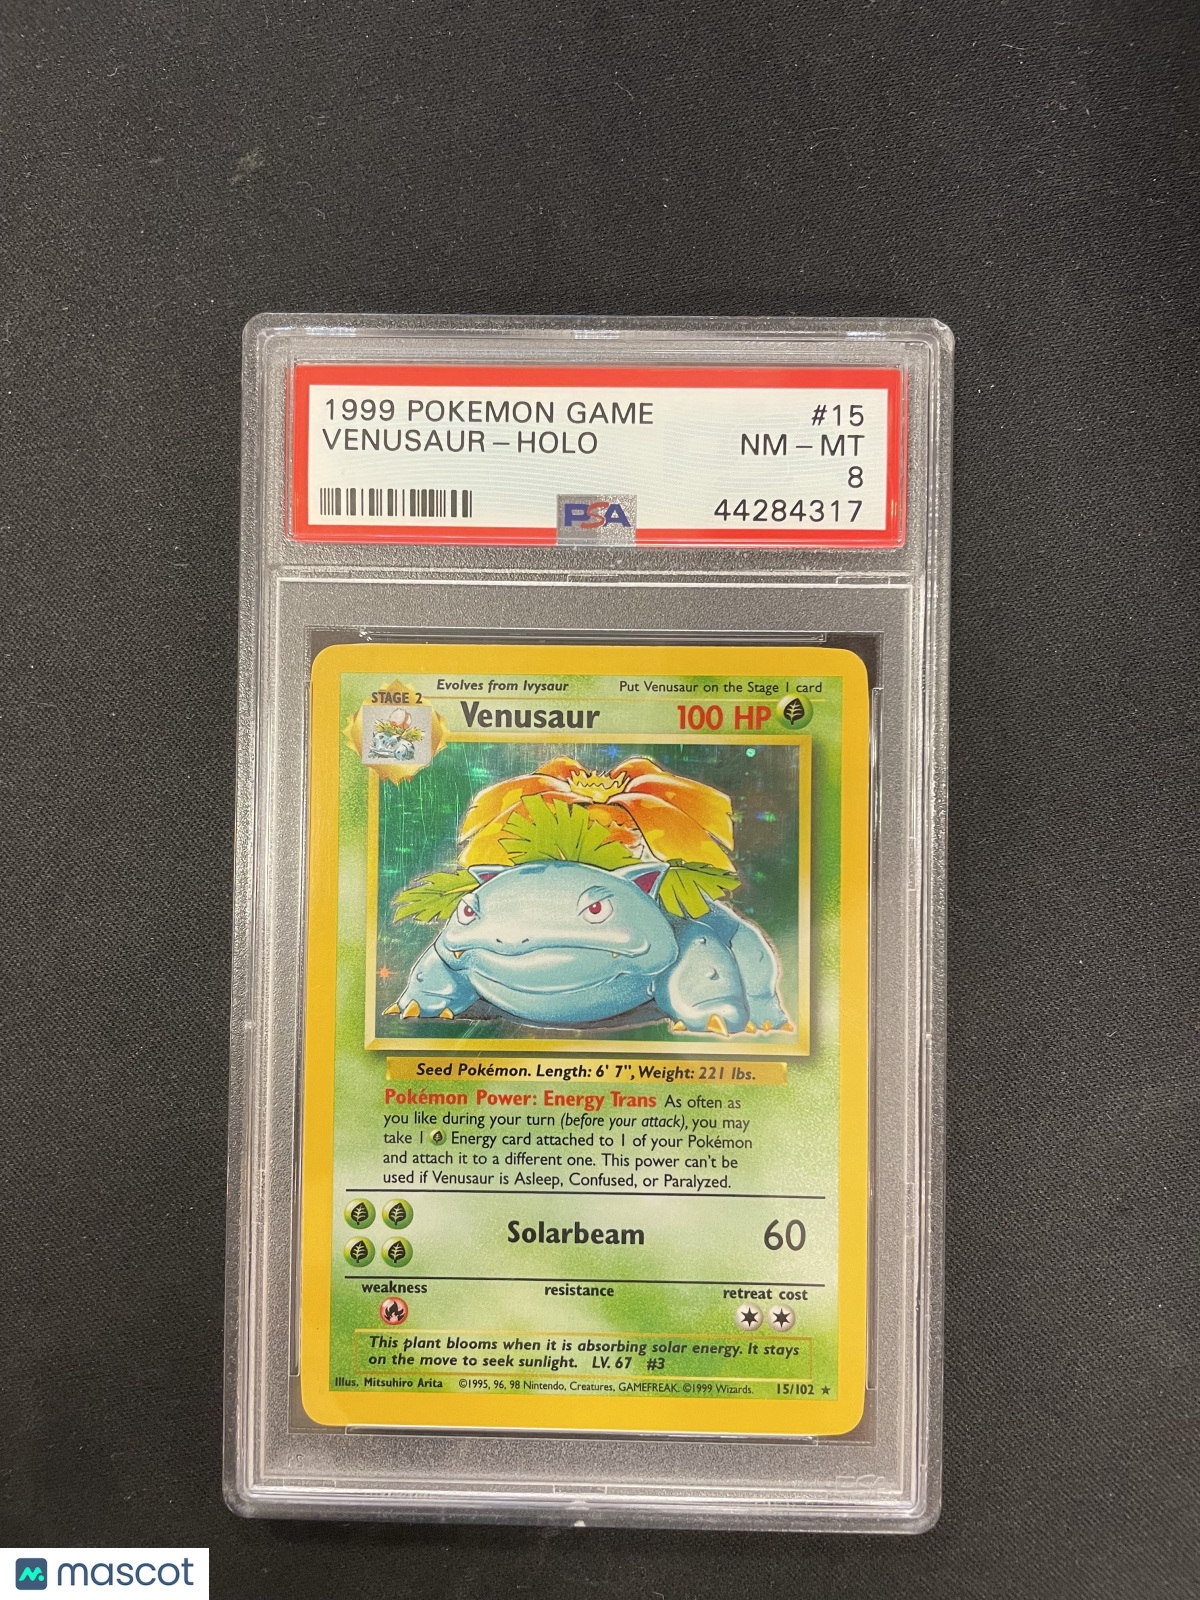 1999 POKEMON GAME #15
VENUSAUR-HOLO NM-MT
8
PSA 44284317
STAGE 2 Evolves from Ivysaur Put Venusaur on the Stage 1 card
Venusaur 100 HP
Seed Pokémon. Length: 6' 7", Weight: 221 lbs.
Pokémon Power: Energy Trans As often as
you like during your turn (before your attack), you may
take 1 Energy card attached to 1 of your Pokémon
and attach it to a different one. This power can't be
used if Venusaur is Asleep, Confused, or Paralyzed.
Solarbeam 60
weakness resistance retreat cost
This plant blooms when it is absorbing solar energy. It stays
on the move to seek sunlight. LV. 67 #3
Illus. Mitsuhiro Arita ©1995, 96, 98 Nintendo, Creatures, GAMEFREAK. ©1999 Wizards. 15/102 ★
mascot